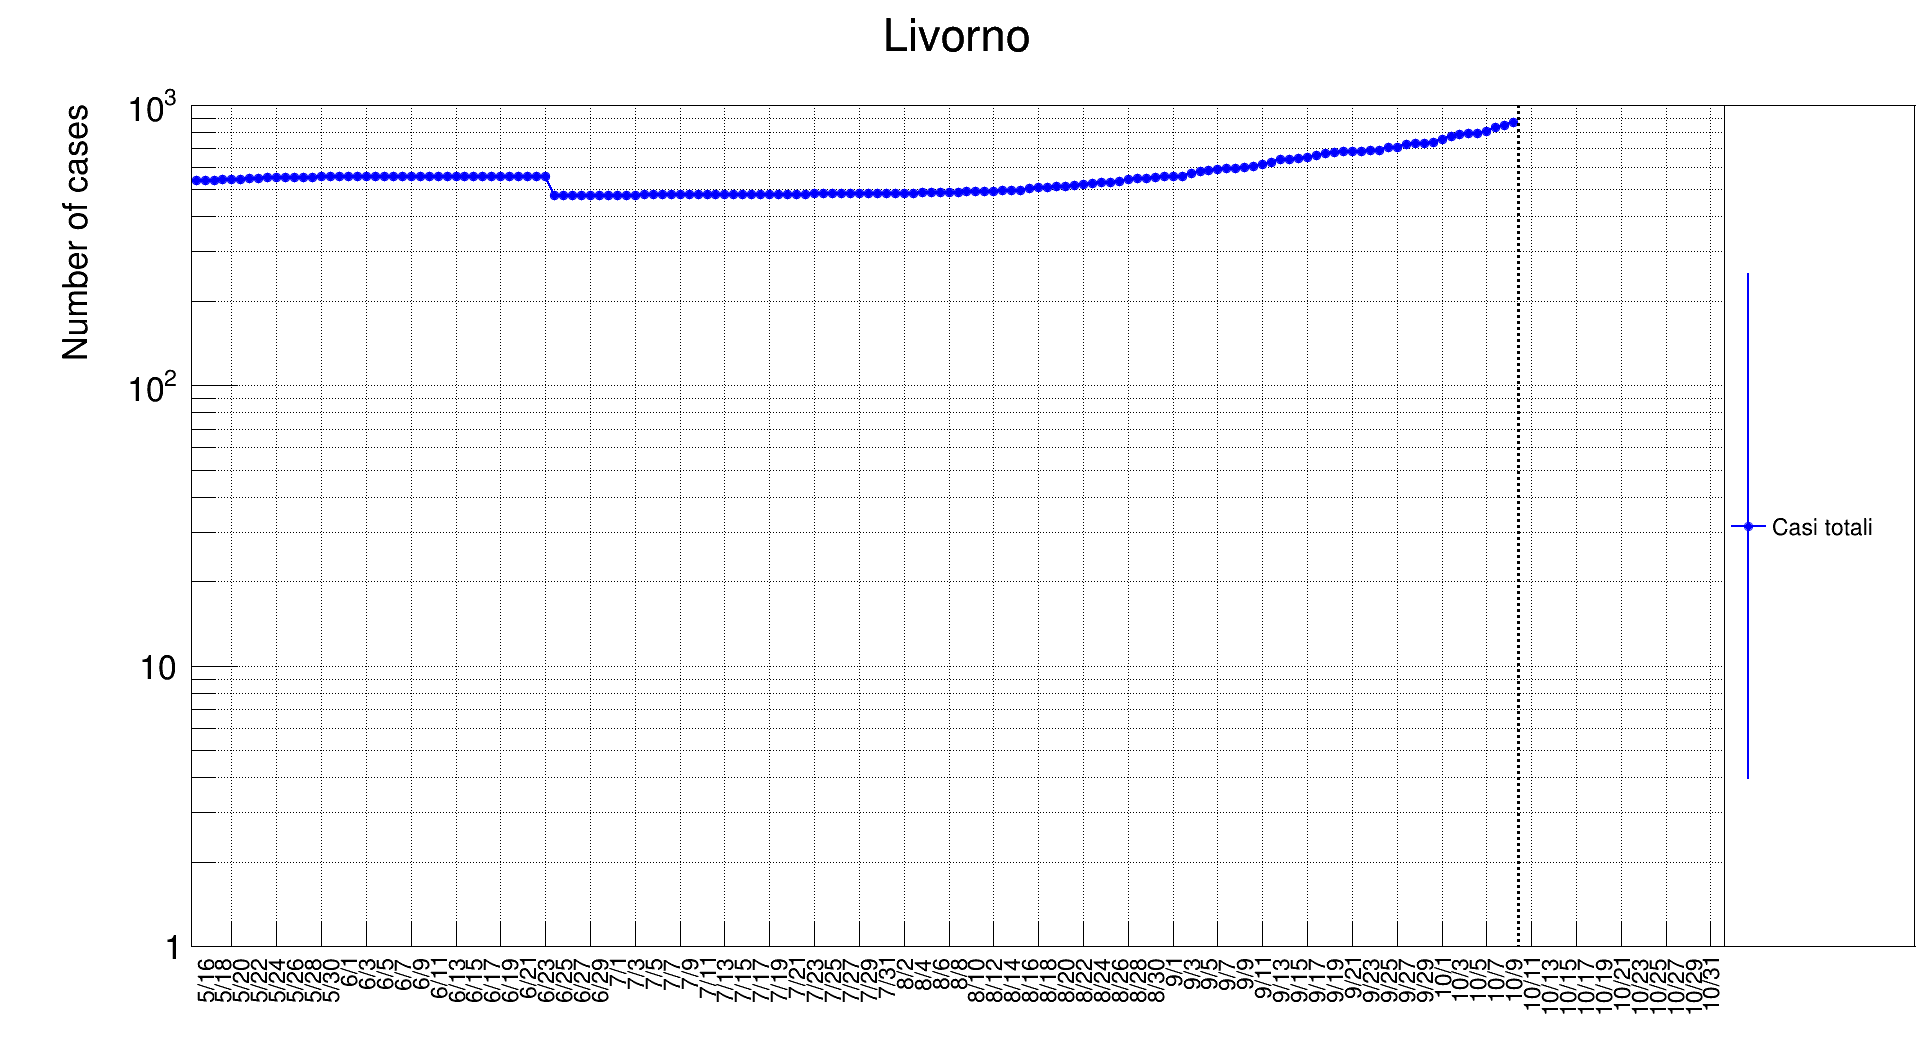 Livorno
Number of cases
10^3
10^2
10
1
5/16 5/18 5/20 5/22 5/24 5/26 5/28 5/30 6/1 6/3 6/5 6/7 6/9 6/11 6/13 6/15 6/17 6/19 6/21 6/23 6/25 6/27 6/29 7/1 7/3 7/5 7/7 7/9 7/11 7/13 7/15 7/17 7/19 7/21 7/23 7/25 7/27 7/29 7/31 8/2 8/4 8/6 8/8 8/10 8/12 8/14 8/16 8/18 8/20 8/22 8/24 8/26 8/28 8/30 9/1 9/3 9/5 9/7 9/9 9/11 9/13 9/15 9/17 9/19 9/21 9/23 9/25 9/27 9/29 10/1 10/3 10/5 10/7 10/9 10/11 10/13 10/15 10/17 10/19 10/21 10/23 10/25 10/27 10/29 10/31
Casi totali